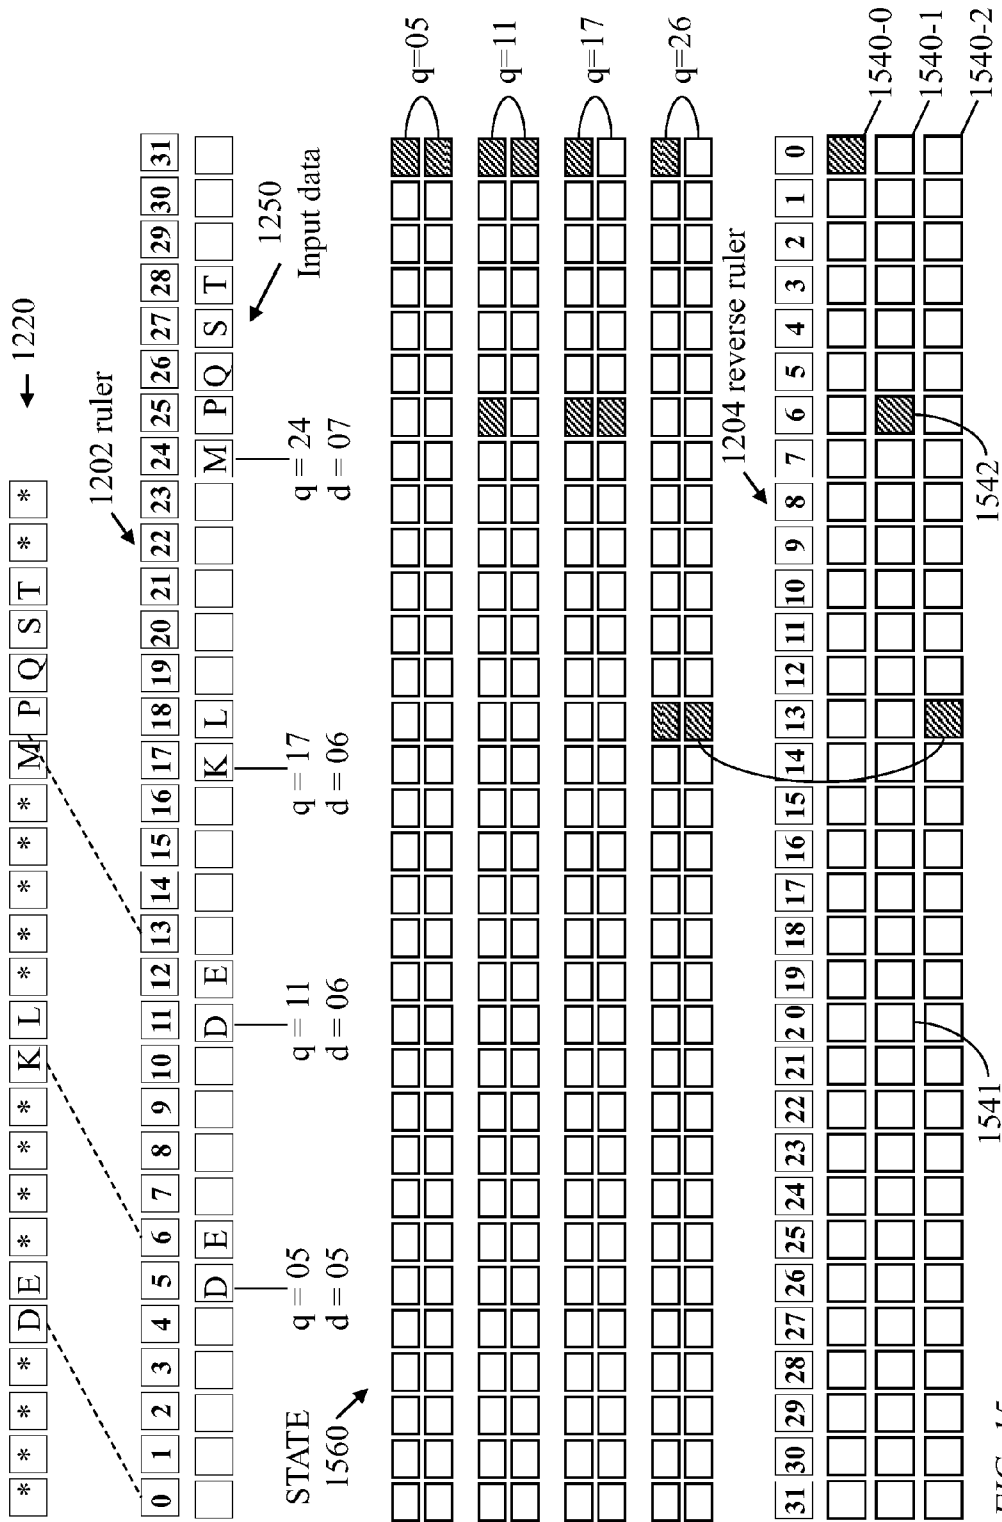 * * * * D E * * * * K L * * * * * M P Q S T * *
1220
1202 ruler
0 1 2 3 4 5 6 7 8 9 10 11 12 13 14 15 16 17 18 19 20 21 22 23 24 25 26 27 28 29 30 31
D E D E K L M P Q S T
1250
Input data
q = 05
d = 05
q = 11
d = 06
q = 17
d = 06
q = 24
d = 07
STATE
1560
q=05
q=11
q=17
q=26
1204 reverse ruler
31 30 29 28 27 26 25 24 23 22 21 20 19 18 17 16 15 14 13 12 11 10 9 8 7 6 5 4 3 2 1 0
1540-0
1540-1
1540-2
1541
1542
FIG. 15